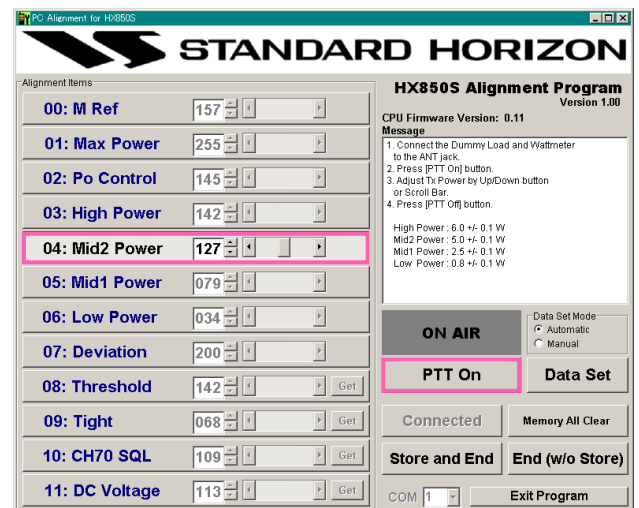 PC Alignment for HX850S
STANDARD HORIZON
Alignment Items
00: M Ref 157
01: Max Power 255
02: Po Control 145
03: High Power 142
04: Mid2 Power 127
05: Mid1 Power 079
06: Low Power 034
07: Deviation 200
08: Threshold 142 Get
09: Tight 068 Get
10: CH70 SQL 109 Get
11: DC Voltage 113 Get
HX850S Alignment Program
Version 1.00
CPU Firmware Version: 0.11
Message
1. Connect the Dummy Load and Wattmeter
to the ANT jack.
2. Press [PTT On] button.
3. Adjust Tx Power by Up/Down button
or Scroll Bar.
4. Press [PTT Off] button.
High Power : 6.0 +/- 0.1 W
Mid2 Power : 5.0 +/- 0.1 W
Mid1 Power : 2.5 +/- 0.1 W
Low Power : 0.8 +/- 0.1 W
ON AIR
Data Set Mode
Automatic
Manual
PTT On
Data Set
Connected
Memory All Clear
Store and End
End (w/o Store)
COM 1
Exit Program